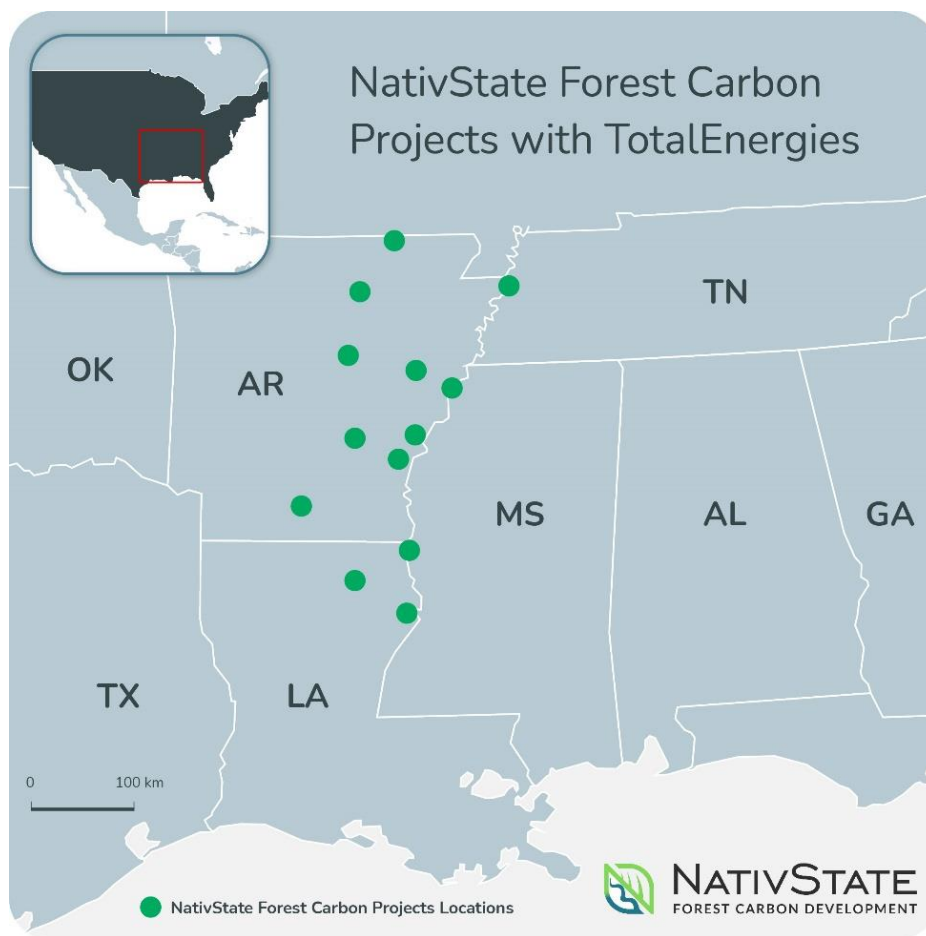 NativState Forest Carbon
Projects with TotalEnergies
TN
OK
AR
MS
AL
GA
TX
LA
0 100 km
NativState Forest Carbon Projects Locations
NATIVSTATE
FOREST CARBON DEVELOPMENT